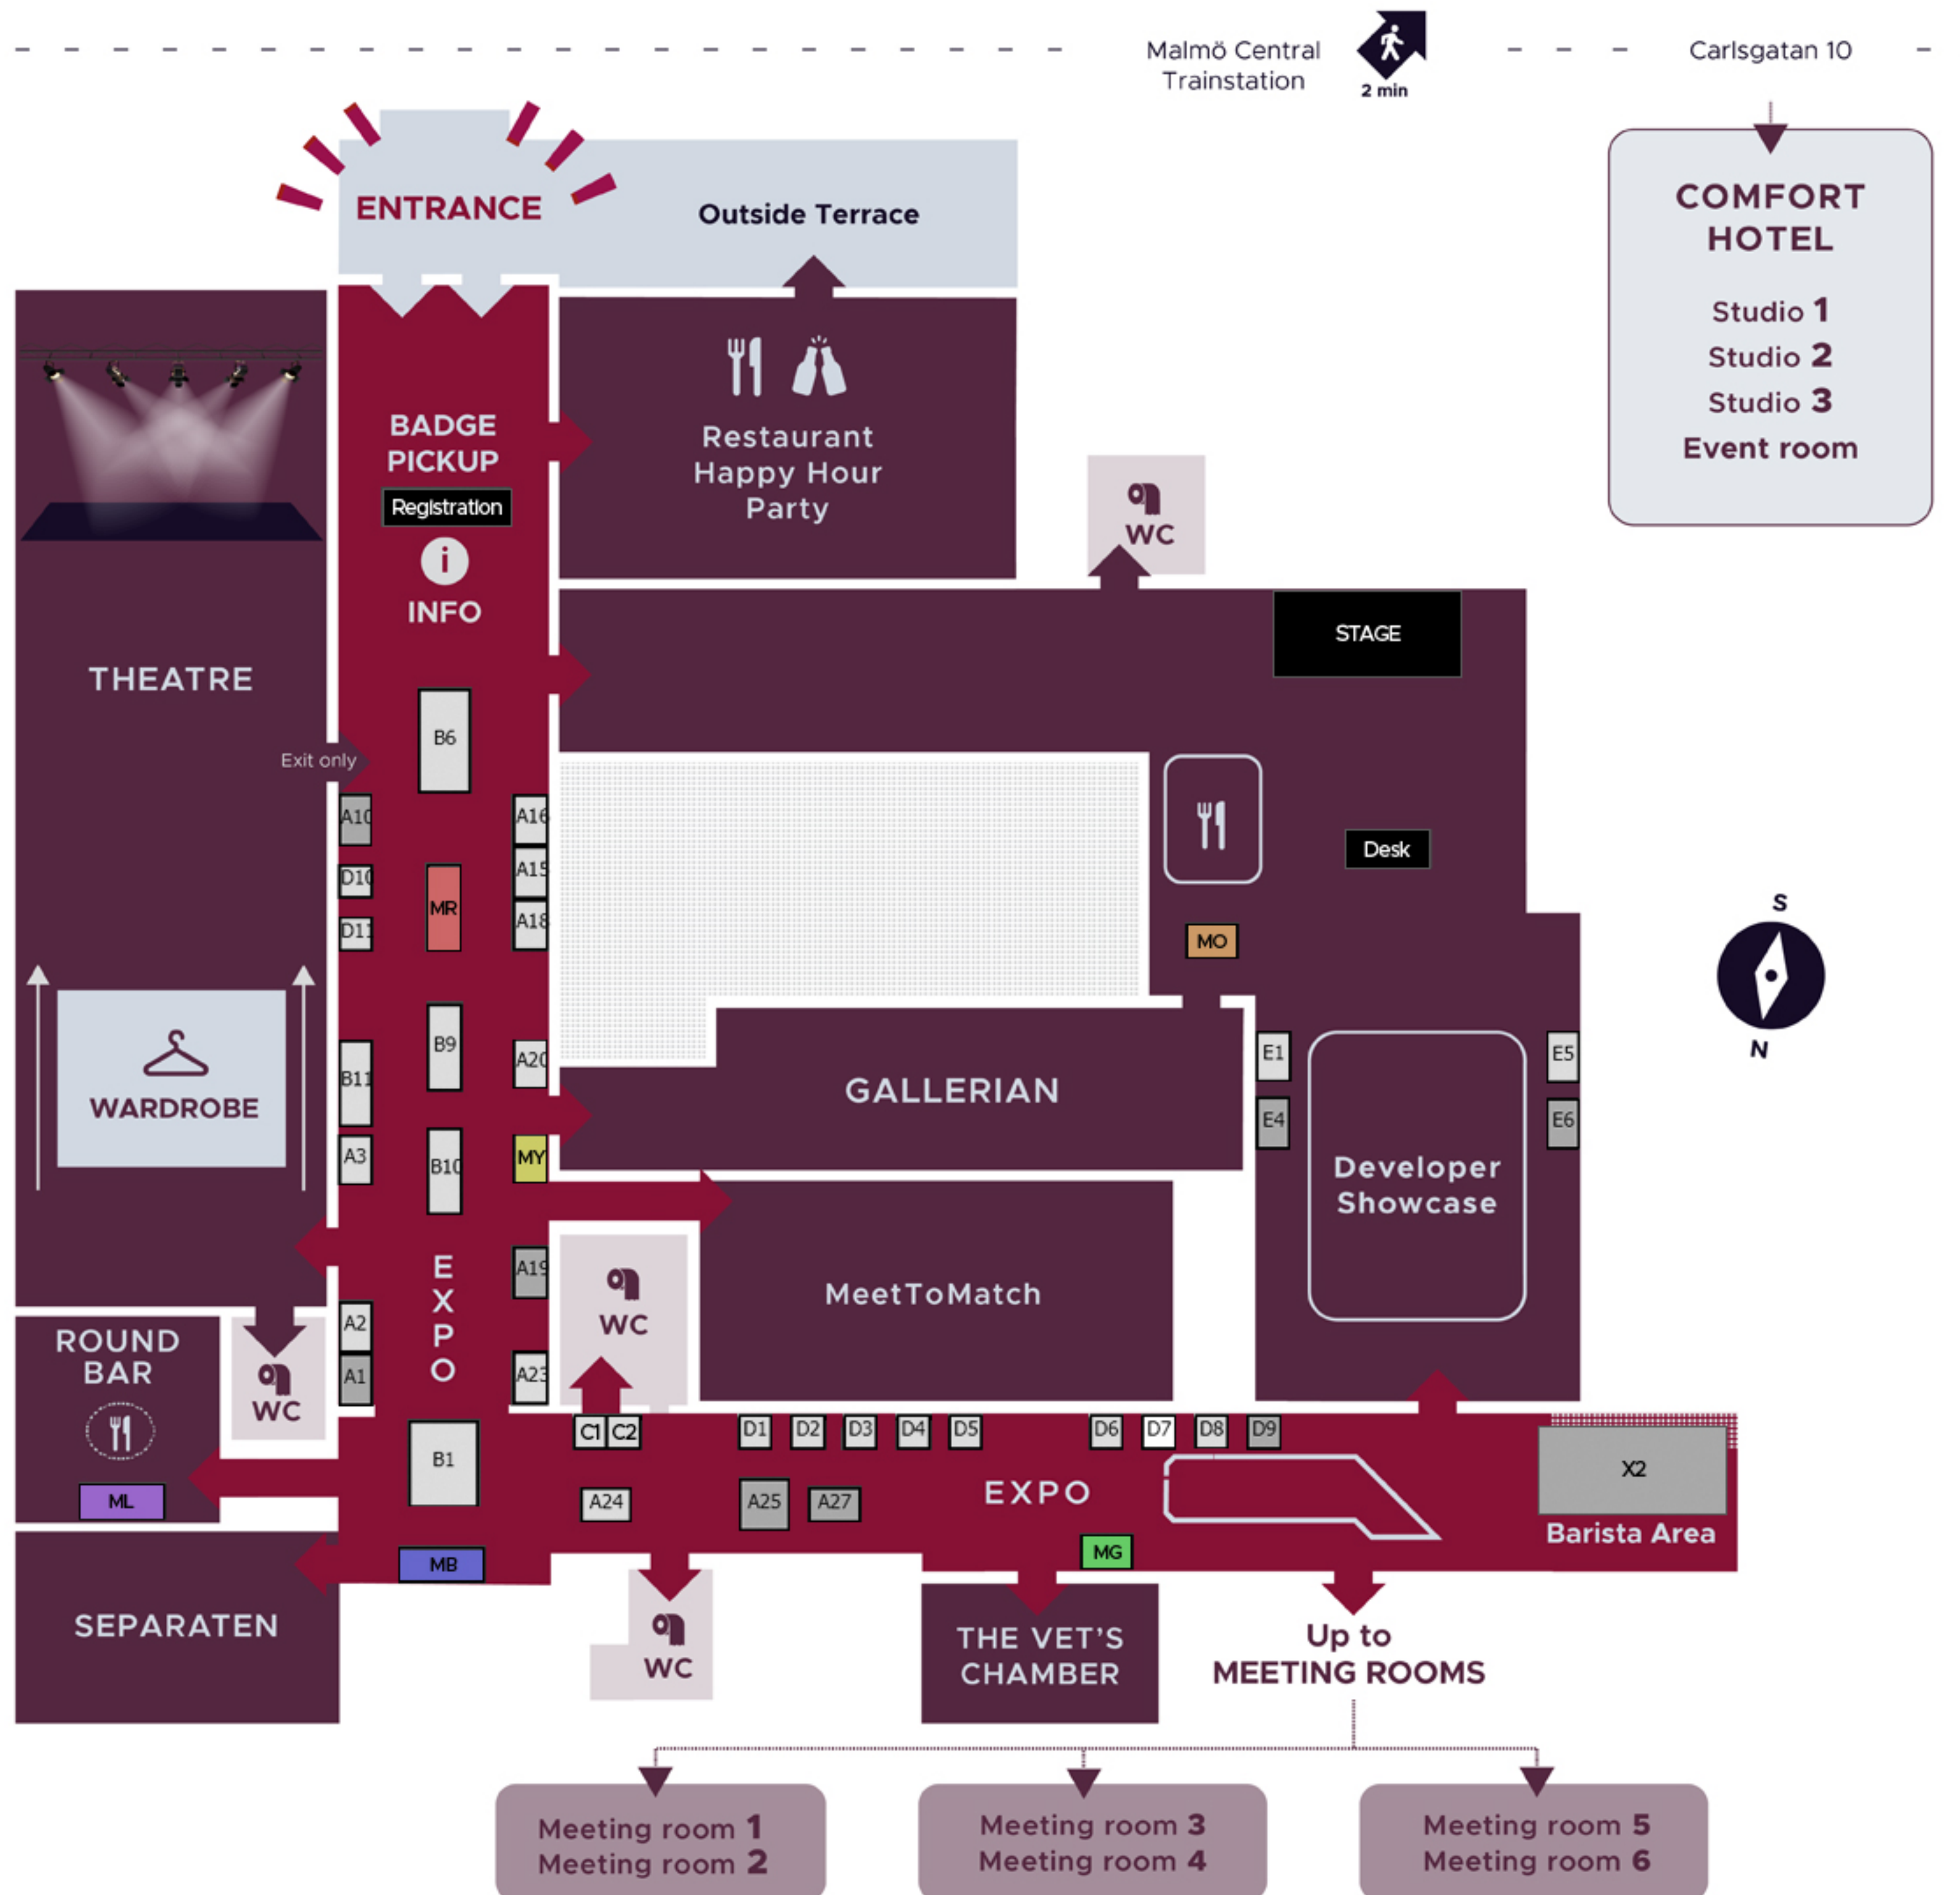 Malmö Central
Trainstation
2 min
Carlsgatan 10
ENTRANCE
Outside Terrace
COMFORT
HOTEL
Studio 1
Studio 2
Studio 3
Event room
BADGE
PICKUP
Registration
i
INFO
Restaurant
Happy Hour
Party
WC
STAGE
THEATRE
B6
Exit only
A10
A16
D10
A15
MR
D11
A18
Desk
MO
S
N
B9
B11
A20
GALLERIAN
E1
E5
E4
E6
WARDROBE
A3
B10
MY
Developer
Showcase
EXPO
A19
WC
MeetToMatch
A2
A1
A23
ROUND
BAR
WC
ML
B1
C1
C2
D1
D2
D3
D4
D5
D6
D7
D8
D9
A24
A25
A27
EXPO
X2
Barista Area
MB
MG
SEPARATEN
WC
THE VET'S
CHAMBER
Up to
MEETING ROOMS
Meeting room 1
Meeting room 2
Meeting room 3
Meeting room 4
Meeting room 5
Meeting room 6